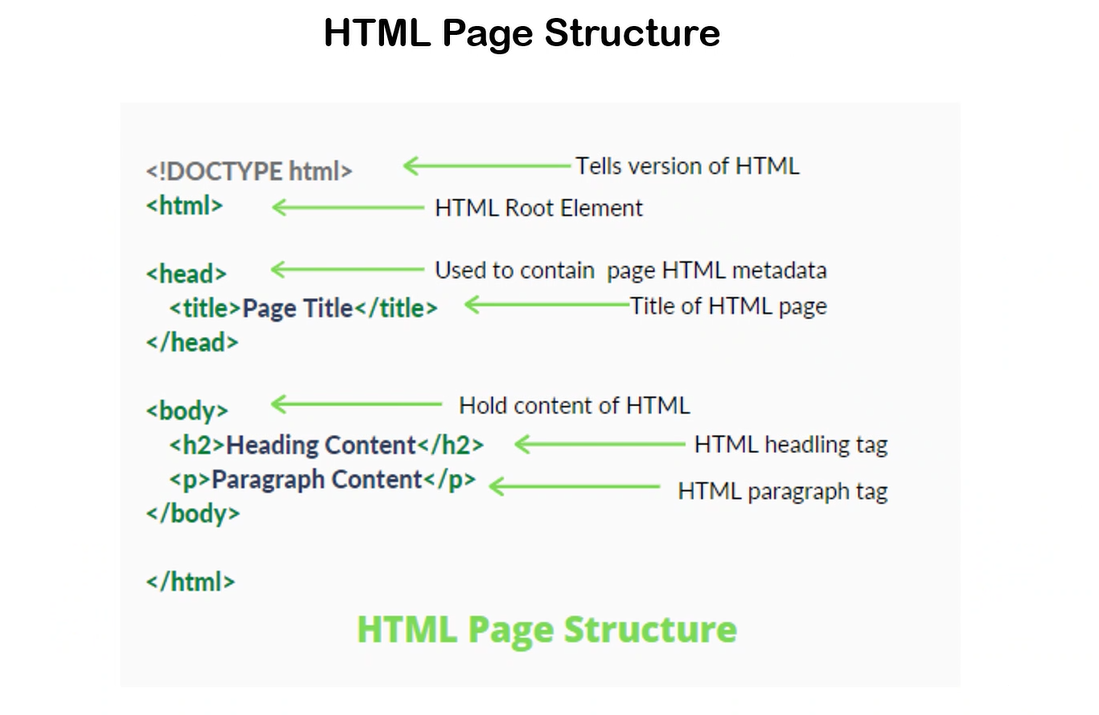 HTML Page Structure
<!DOCTYPE html> Tells version of HTML
<html> HTML Root Element
<head> Used to contain page HTML metadata
<title>Page Title</title> Title of HTML page
</head>
<body> Hold content of HTML
<h2>Heading Content</h2> HTML headling tag
<p>Paragraph Content</p> HTML paragraph tag
</body>
</html>
HTML Page Structure